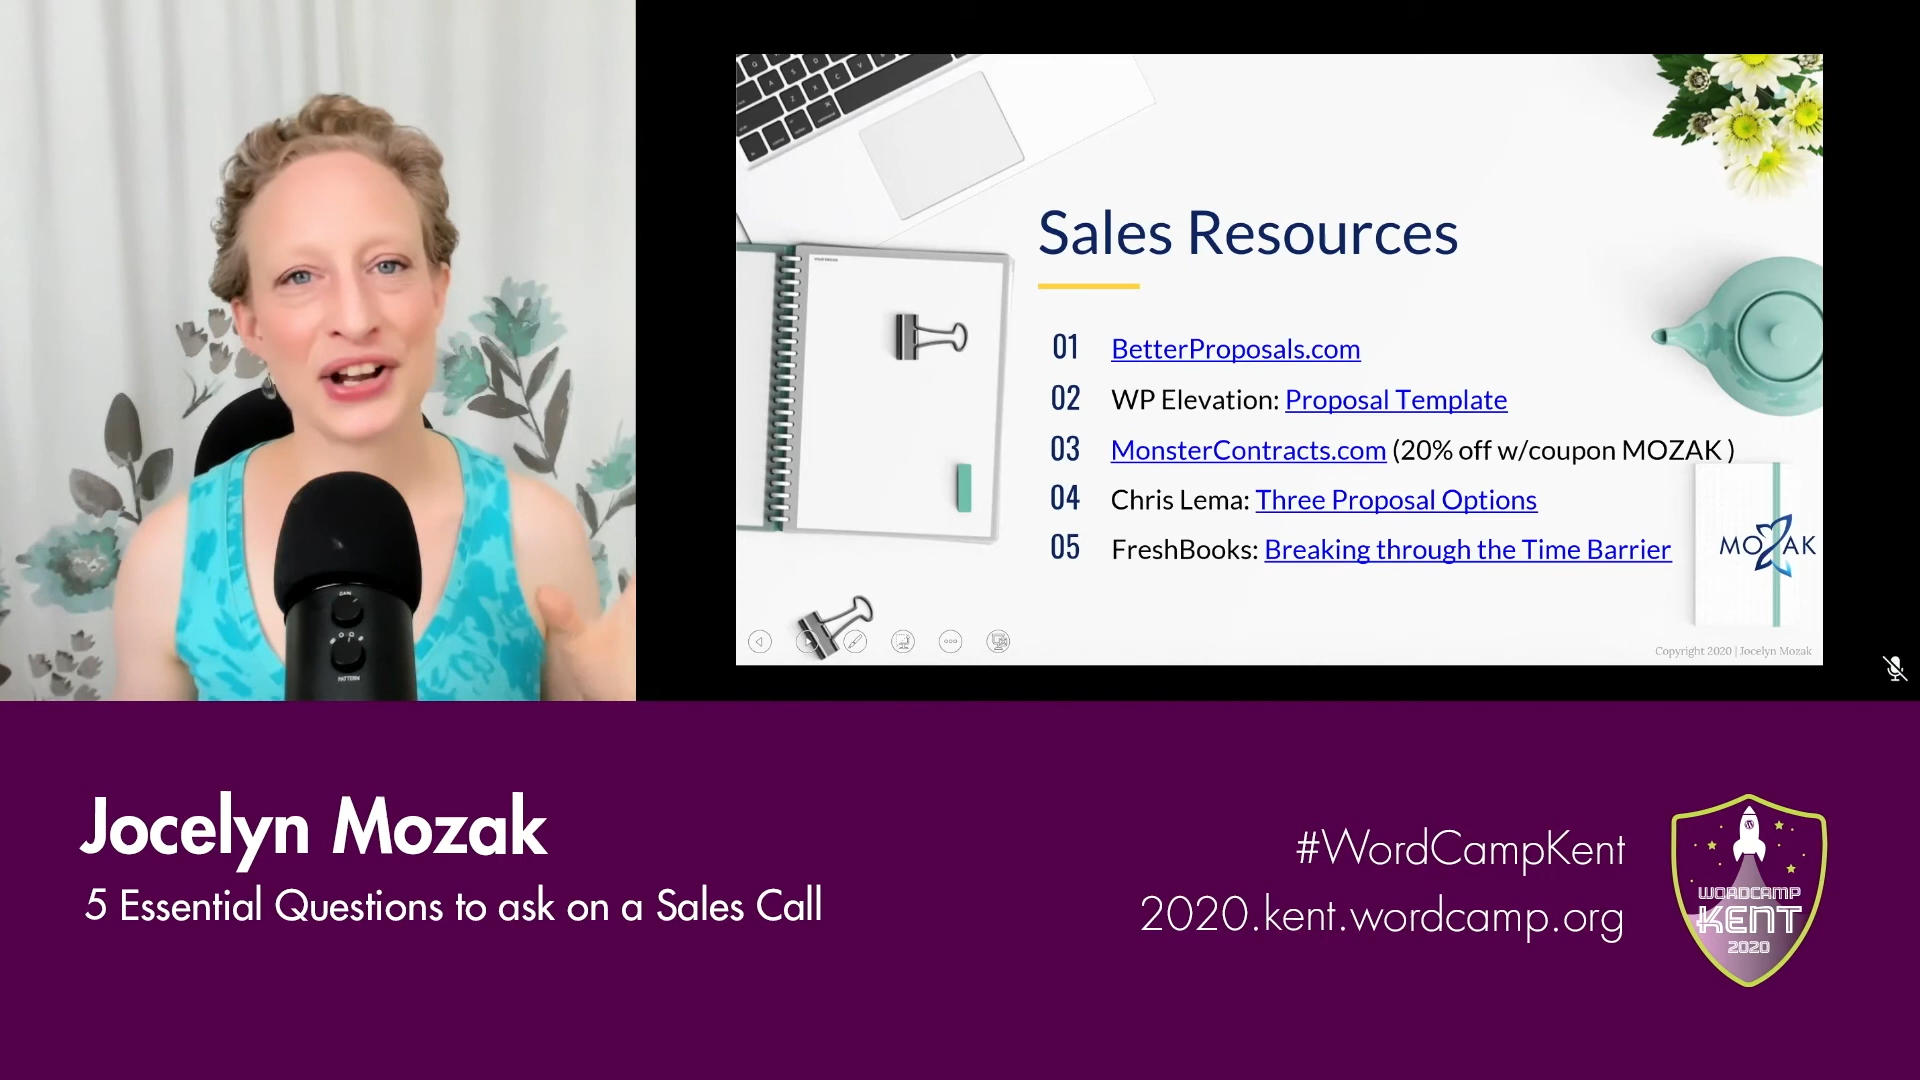 Sales Resources
01 BetterProposals.com
02 WP Elevation: Proposal Template
03 MonsterContracts.com (20% off w/coupon MOZAK )
04 Chris Lema: Three Proposal Options
05 FreshBooks: Breaking through the Time Barrier
MOZAK
Copyright 2020 | Jocelyn Mozak
GAIN
PATTERN
Jocelyn Mozak
5 Essential Questions to ask on a Sales Call
#WordCampKent
2020.kent.wordcamp.org
WORDCAMP
KENT
2020